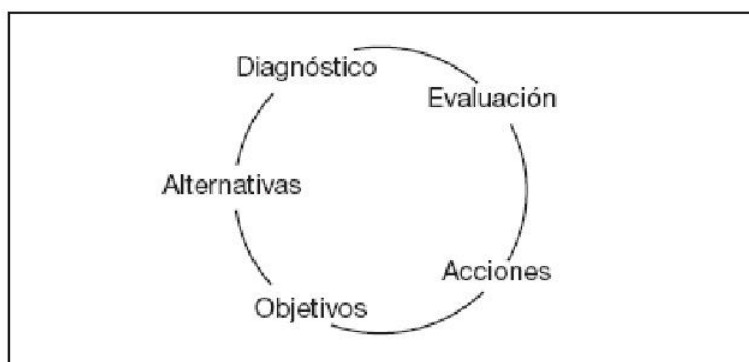 Diagnóstico
Evaluación
Alternativas
Acciones
Objetivos